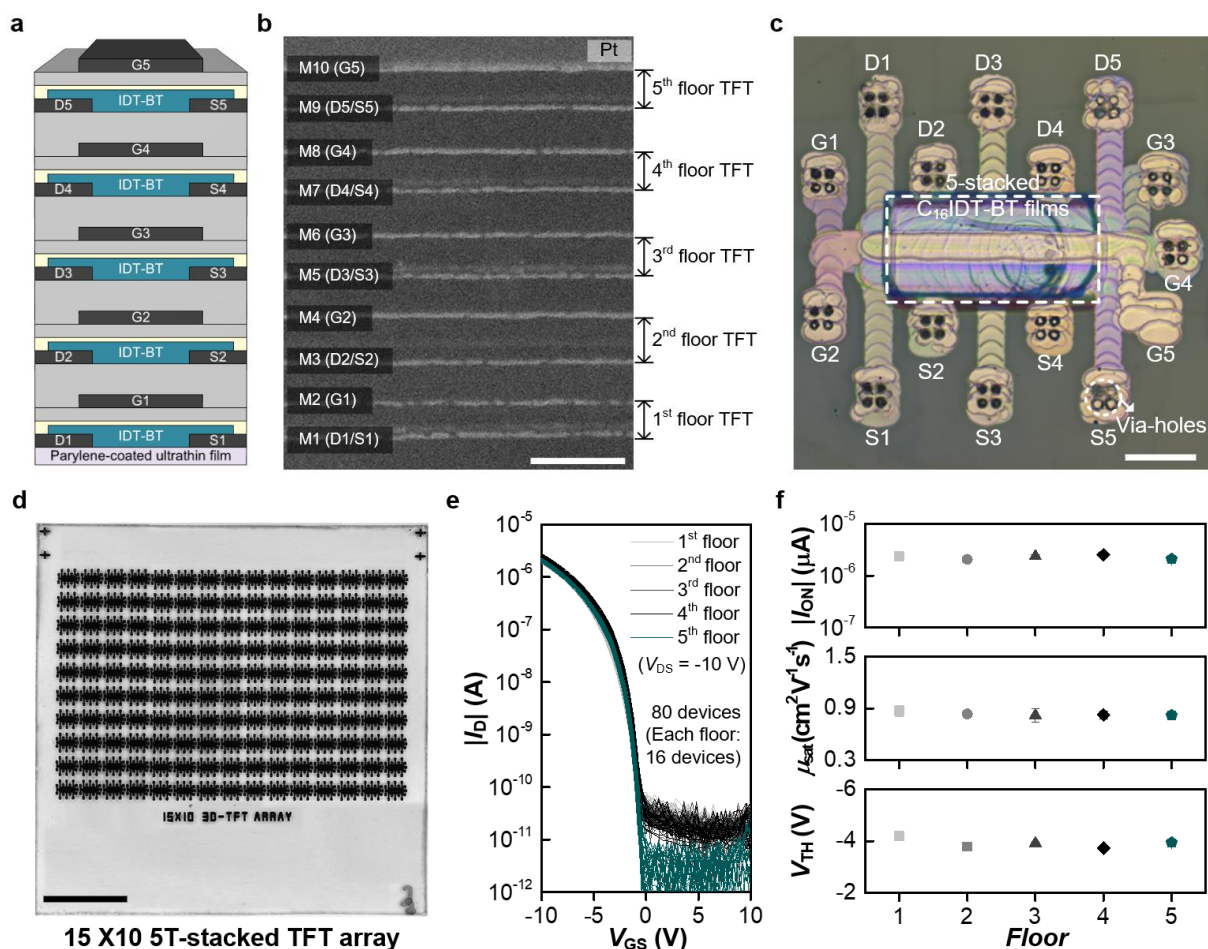 a
G5
D5 IDT-BT S5
G4
D4 IDT-BT S4
G3
D3 IDT-BT S3
G2
D2 IDT-BT S2
G1
D1 IDT-BT S1
Parylene-coated ultrathin film
b
Pt
M10 (G5)
M9 (D5/S5)
M8 (G4)
M7 (D4/S4)
M6 (G3)
M5 (D3/S3)
M4 (G2)
M3 (D2/S2)
M2 (G1)
M1 (D1/S1)
5th floor TFT
4th floor TFT
3rd floor TFT
2nd floor TFT
1st floor TFT
c
D1 D3 D5
G1 D2 D4 G3
5-stacked
C16IDT-BT films
G4
G2 S2 S4 G5
S1 S3 S5
Via-holes
d
15X10 3D-TFT ARRAY
15 X10 5T-stacked TFT array
e
10-5
10-6
10-7
10-8
10-9
10-10
10-11
10-12
|ID| (A)
1st floor
2nd floor
3rd floor
4th floor
5th floor
(VDS = -10 V)
80 devices
(Each floor:
16 devices)
-10 -5 0 5 10
VGS (V)
f
10-5
10-7
|ION| (μA)
1.5
0.9
0.3
μsat(cm2V-1s-1)
-6
-4
-2
VTH (V)
1 2 3 4 5
Floor